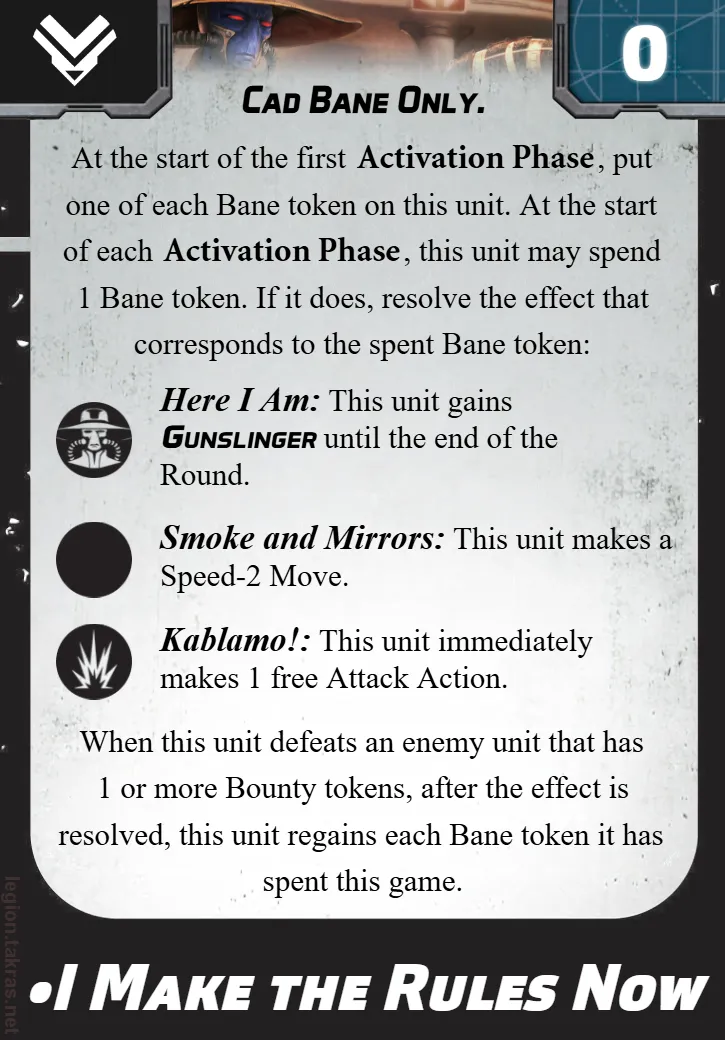 0
Cad Bane Only.
At the start of the first Activation Phase, put
one of each Bane token on this unit. At the start
of each Activation Phase, this unit may spend
1 Bane token. If it does, resolve the effect that
corresponds to the spent Bane token:
Here I Am: This unit gains
Gunslinger until the end of the
Round.
Smoke and Mirrors: This unit makes a
Speed-2 Move.
Kablamo!: This unit immediately
makes 1 free Attack Action.
When this unit defeats an enemy unit that has
1 or more Bounty tokens, after the effect is
resolved, this unit regains each Bane token it has
spent this game.
legion.takras.net
•I Make the Rules Now